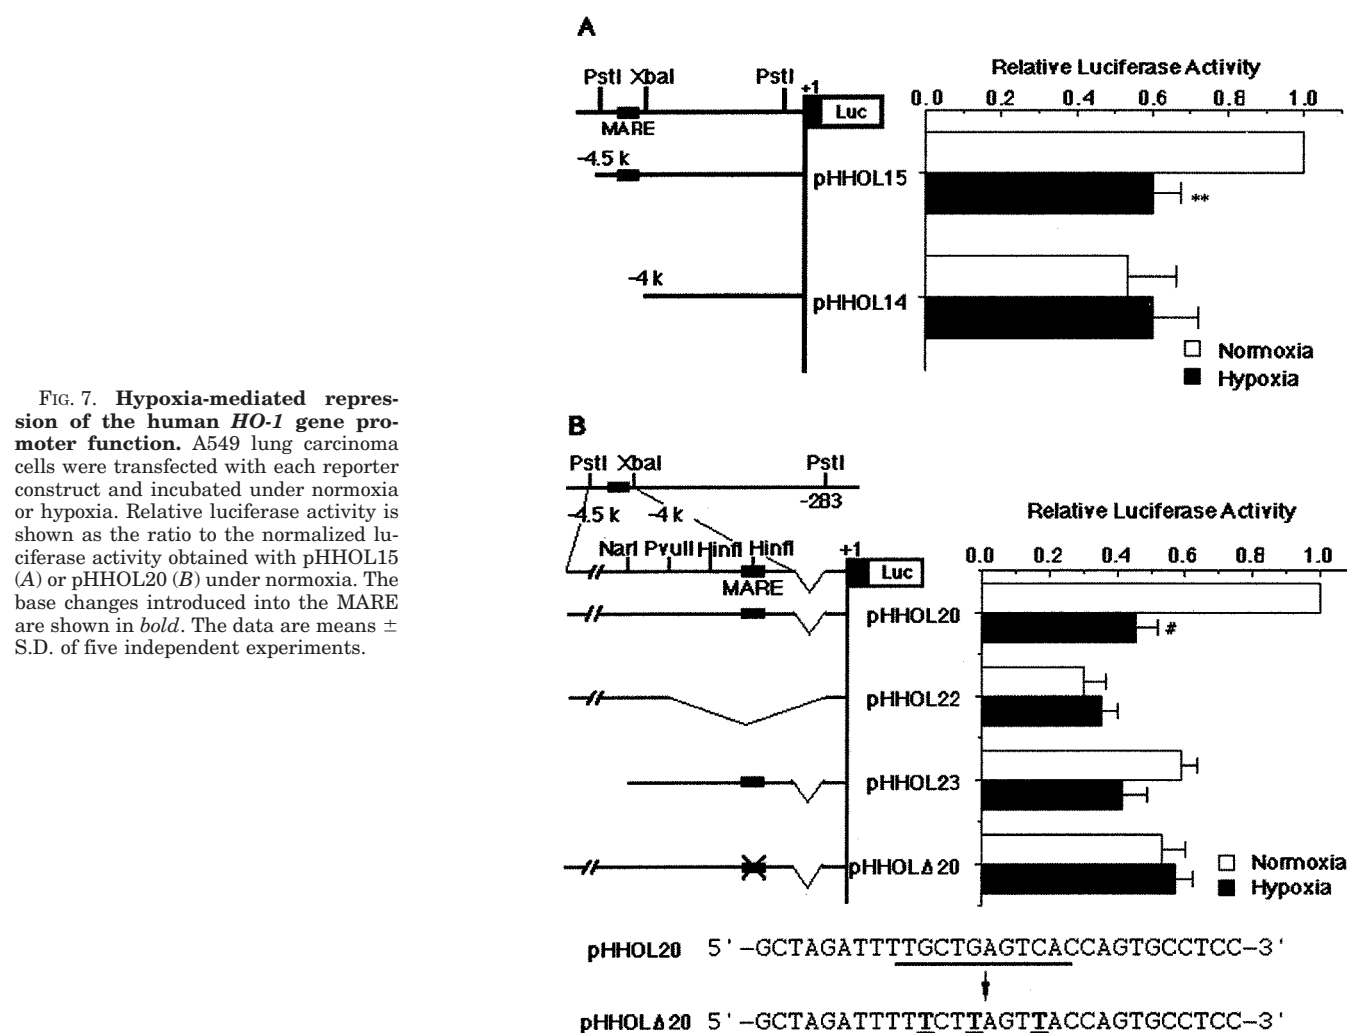 FIG. 7. Hypoxia-mediated repres-
sion of the human HO-1 gene pro-
moter function. A549 lung carcinoma
cells were transfected with each reporter
construct and incubated under normoxia
or hypoxia. Relative luciferase activity is
shown as the ratio to the normalized lu-
ciferase activity obtained with pHHOL15
(A) or pHHOL20 (B) under normoxia. The
base changes introduced into the MARE
are shown in bold. The data are means ±
S.D. of five independent experiments.
A
PstI XbaI PstI +1
Luc
MARE
Relative Luciferase Activity
0.0 0.2 0.4 0.6 0.8 1.0
-4.5 k
pHHOL15
**
-4 k
pHHOL14
Normoxia
Hypoxia
B
PstI XbaI PstI
-4.5 k -4 k -283
NarI PvuII HinfI HinfI +1
Luc
MARE
Relative Luciferase Activity
0.0 0.2 0.4 0.6 0.8 1.0
pHHOL20
#
pHHOL22
pHHOL23
pHHOLΔ20
Normoxia
Hypoxia
pHHOL20 5'-GCTAGATTTTGCTGAGTCACCAGTGCCTCC-3'
pHHOLΔ20 5'-GCTAGATTTTTCTTAGTTACCAGTGCCTCC-3'